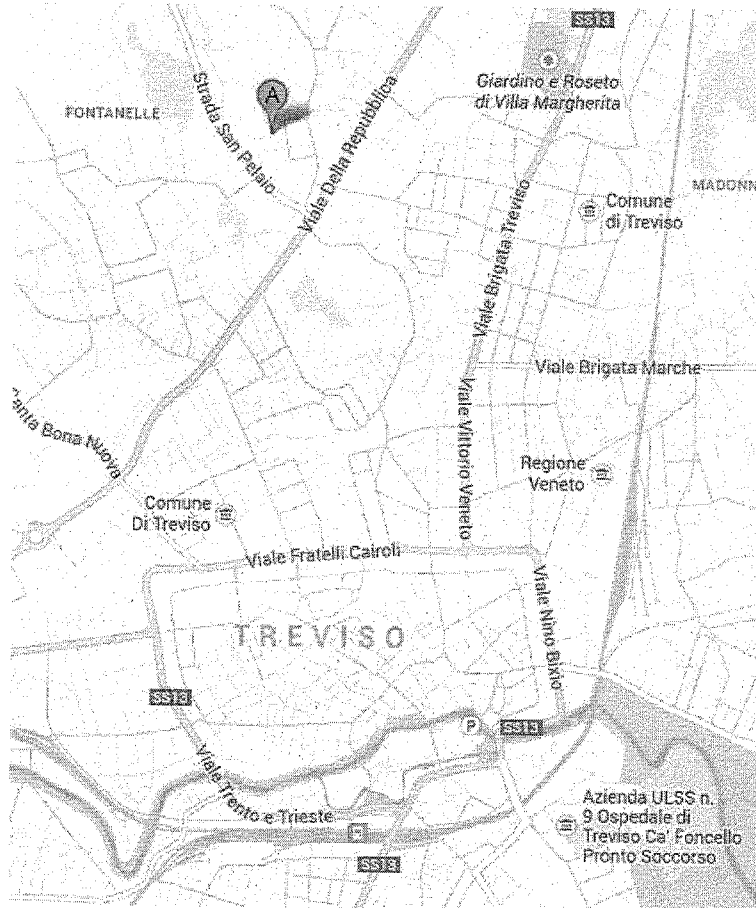 SS13
Giardino e Roseto
di Villa Margherita
A
FONTANELLE
Strada San Pelaio
Viale Della Repubblica
MADONN
Comune
di Treviso
Viale Brigata Treviso
Viale Brigata Marche
Viale Vittorio Veneto
Santa Bona Nuova
Regione
Veneto
Comune
Di Treviso
Viale Fratelli Cairoli
Viale Nino Bixio
TREVISO
SS13
P
SS13
Viale Trento e Trieste
Azienda ULSS n.
9 Ospedale di
Treviso Ca' Foncello
Pronto Soccorso
SS13